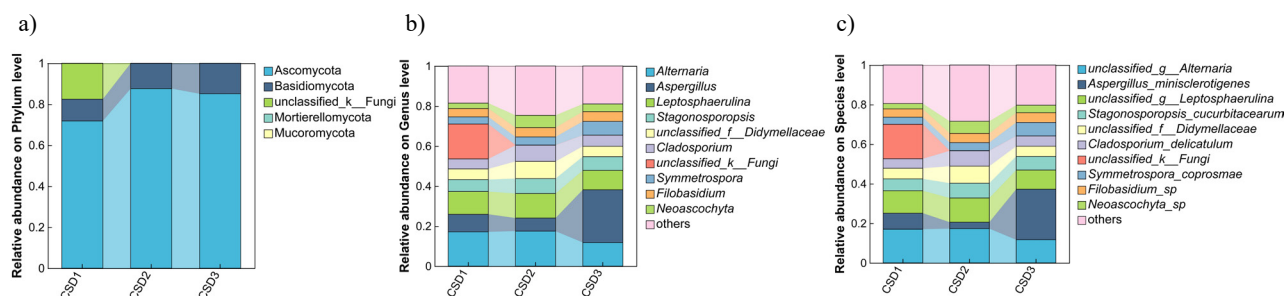 a)
Relative abundance on Phylum level
1
0.8
0.6
0.4
0.2
0
CSD1
CSD2
CSD3
Ascomycota
Basidiomycota
unclassified_k__Fungi
Mortierellomycota
Mucoromycota
b)
Relative abundance on Genus level
1
0.8
0.6
0.4
0.2
0
CSD1
CSD2
CSD3
Alternaria
Aspergillus
Leptosphaerulina
Stagonosporopsis
unclassified_f__Didymellaceae
Cladosporium
unclassified_k__Fungi
Symmetrospora
Filobasidium
Neoascochyta
others
c)
Relative abundance on Species level
1
0.8
0.6
0.4
0.2
0
CSD1
CSD2
CSD3
unclassified_g__Alternaria
Aspergillus_minisclerotigenes
unclassified_g__Leptosphaerulina
Stagonosporopsis_cucurbitacearum
unclassified_f__Didymellaceae
Cladosporium_delicatulum
unclassified_k__Fungi
Symmetrospora_coprosmae
Filobasidium_sp
Neoascochyta_sp
others